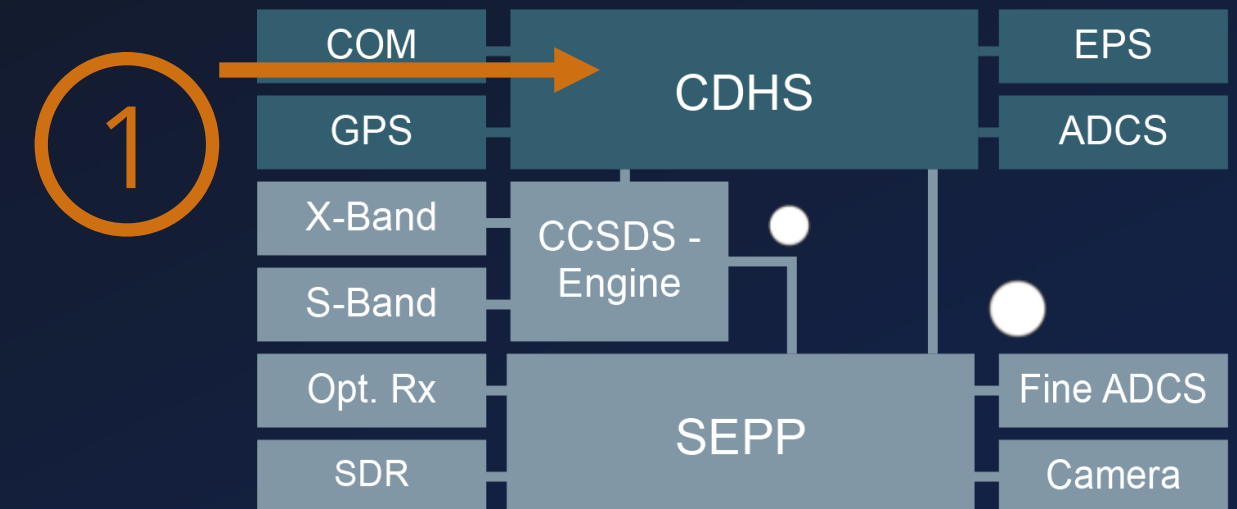 1
COM
CDHS
EPS
GPS
ADCS
X-Band
CCSDS -
Engine
S-Band
Opt. Rx
SEPP
Fine ADCS
SDR
Camera